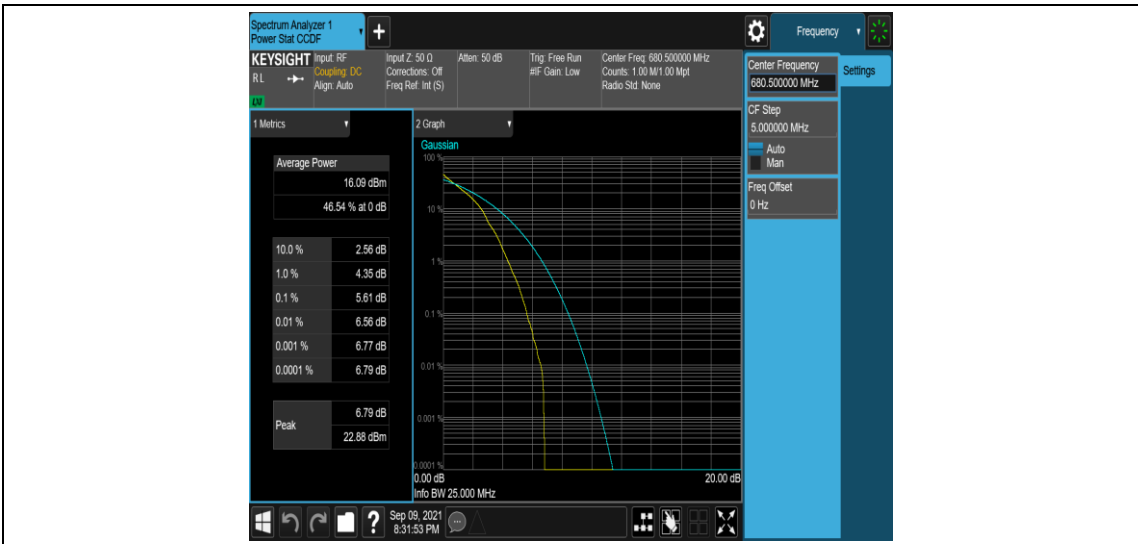 Spectrum Analyzer 1
Power Stat CCDF
+
Frequency
KEYSIGHT
RL
LXI
Input: RF
Coupling: DC
Align: Auto
Input Z: 50 Ω
Corrections: Off
Freq Ref: Int (S)
Atten: 50 dB
Trig: Free Run
#IF Gain: Low
Center Freq: 680.500000 MHz
Counts: 1.00 M/1.00 Mpt
Radio Std: None
Center Frequency
680.500000 MHz
Settings
CF Step
5.000000 MHz
Auto
Man
Freq Offset
0 Hz
1 Metrics
Average Power
16.09 dBm
46.54 % at 0 dB
10.0 % 2.56 dB
1.0 % 4.35 dB
0.1 % 5.61 dB
0.01 % 6.56 dB
0.001 % 6.77 dB
0.0001 % 6.79 dB
Peak
6.79 dB
22.88 dBm
2 Graph
Gaussian
100 %
10 %
1 %
0.1 %
0.01 %
0.001 %
0.0001 %
0.00 dB
20.00 dB
Info BW 25.000 MHz
?
Sep 09, 2021
8:31:53 PM